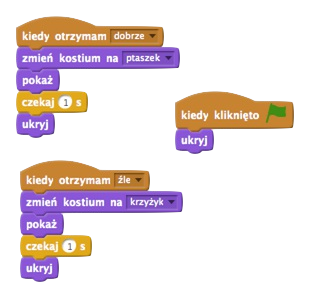 kiedy otrzymam dobrze
zmień kostium na ptaszek
pokaż
czekaj 1 s
ukryj
kiedy kliknięto
ukryj
kiedy otrzymam źle
zmień kostium na krzyżyk
pokaż
czekaj 1 s
ukryj